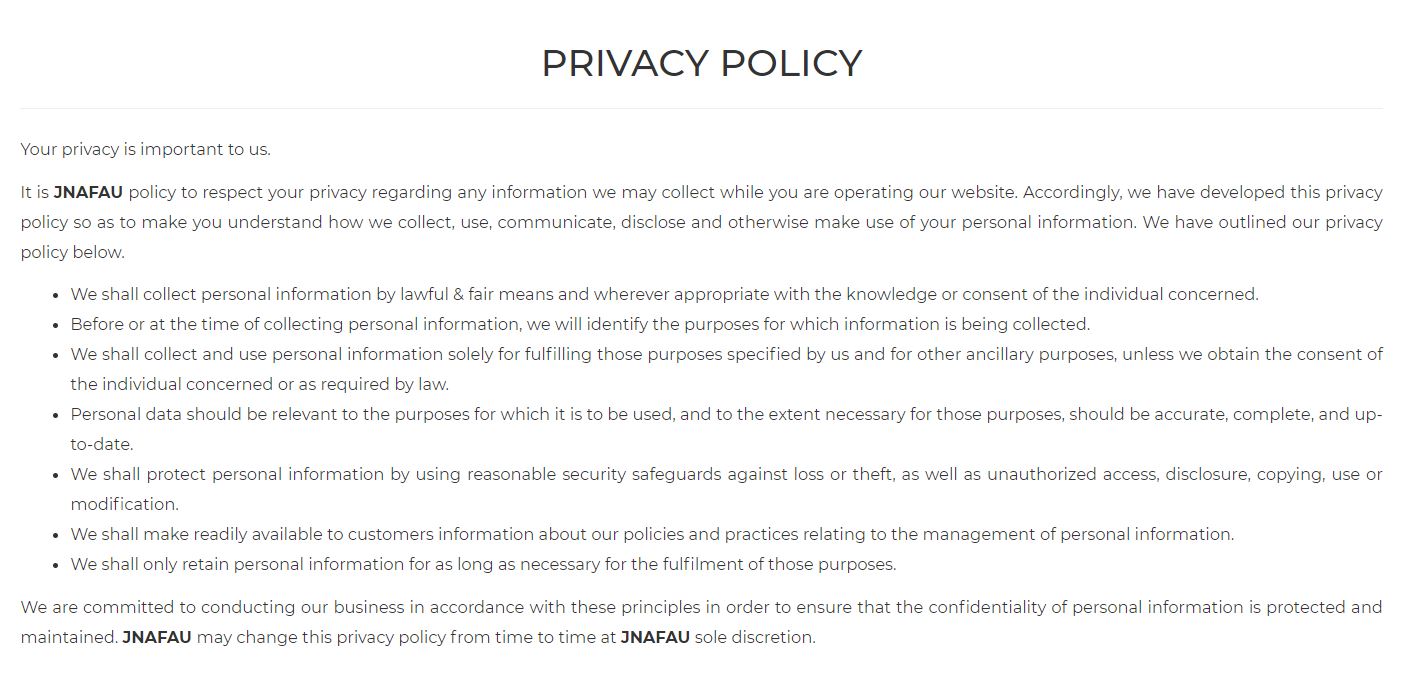 PRIVACY POLICY
Your privacy is important to us.
It is JNAFAU policy to respect your privacy regarding any information we may collect while you are operating our website. Accordingly, we have developed this privacy
policy so as to make you understand how we collect, use, communicate, disclose and otherwise make use of your personal information. We have outlined our privacy
policy below.
• We shall collect personal information by lawful & fair means and wherever appropriate with the knowledge or consent of the individual concerned.
• Before or at the time of collecting personal information, we will identify the purposes for which information is being collected.
• We shall collect and use personal information solely for fulfilling those purposes specified by us and for other ancillary purposes, unless we obtain the consent of
the individual concerned or as required by law.
• Personal data should be relevant to the purposes for which it is to be used, and to the extent necessary for those purposes, should be accurate, complete, and up-
to-date.
• We shall protect personal information by using reasonable security safeguards against loss or theft, as well as unauthorized access, disclosure, copying, use or
modification.
• We shall make readily available to customers information about our policies and practices relating to the management of personal information.
• We shall only retain personal information for as long as necessary for the fulfilment of those purposes.
We are committed to conducting our business in accordance with these principles in order to ensure that the confidentiality of personal information is protected and
maintained. JNAFAU may change this privacy policy from time to time at JNAFAU sole discretion.